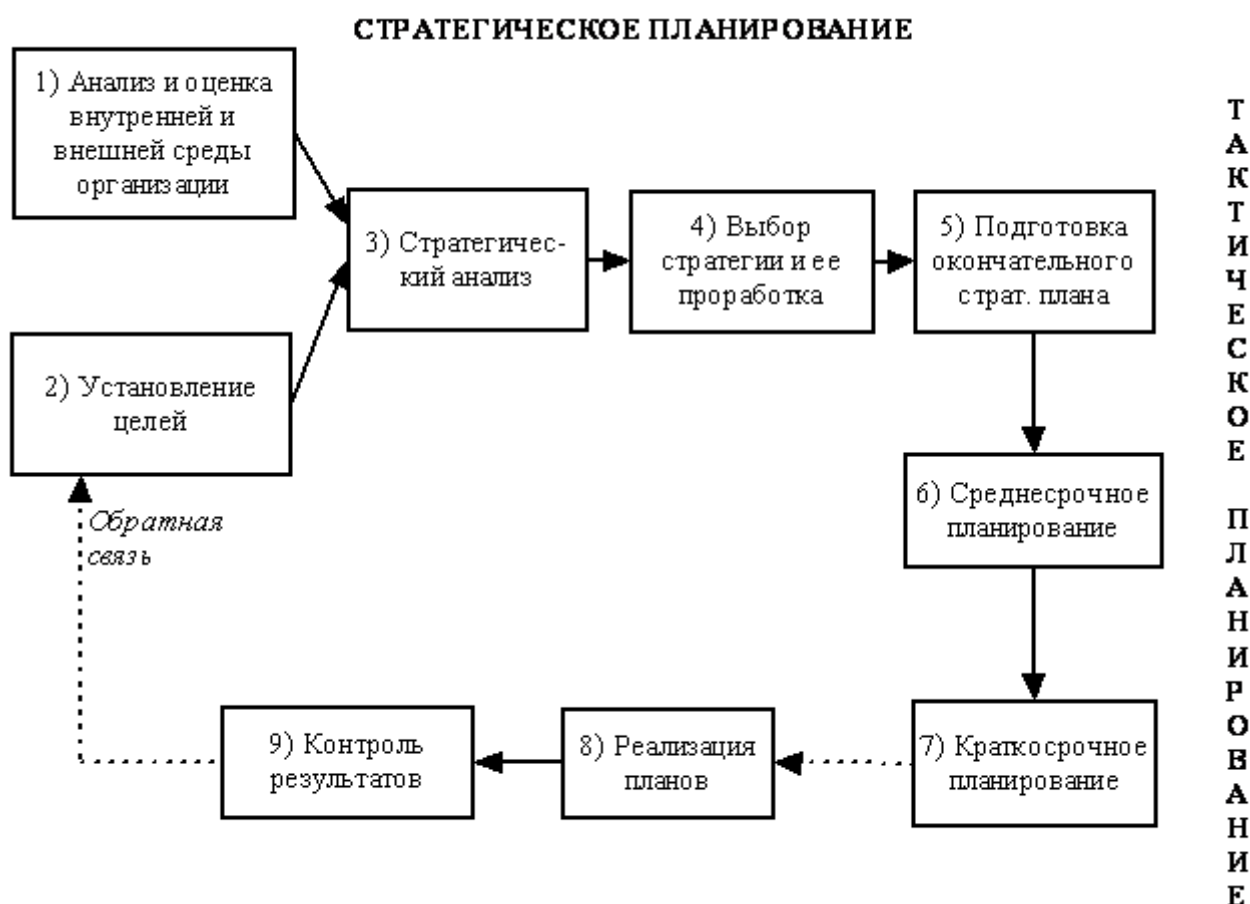 СТРАТЕГИЧЕСКОЕ ПЛАНИРОВАНИЕ
1) Анализ и оценка
внутренней и
внешней среды
организации
2) Установление
целей
3) Стратегичес-
кий анализ
4) Выбор
стратегии и ее
проработка
5) Подготовка
окончательного
страт. плана
6) Среднесрочное
планирование
7) Краткосрочное
планирование
8) Реализация
планов
9) Контроль
результатов
Обратная
связь
ТАКТИЧЕСКОЕ ПЛАНИРОВАНИЕ